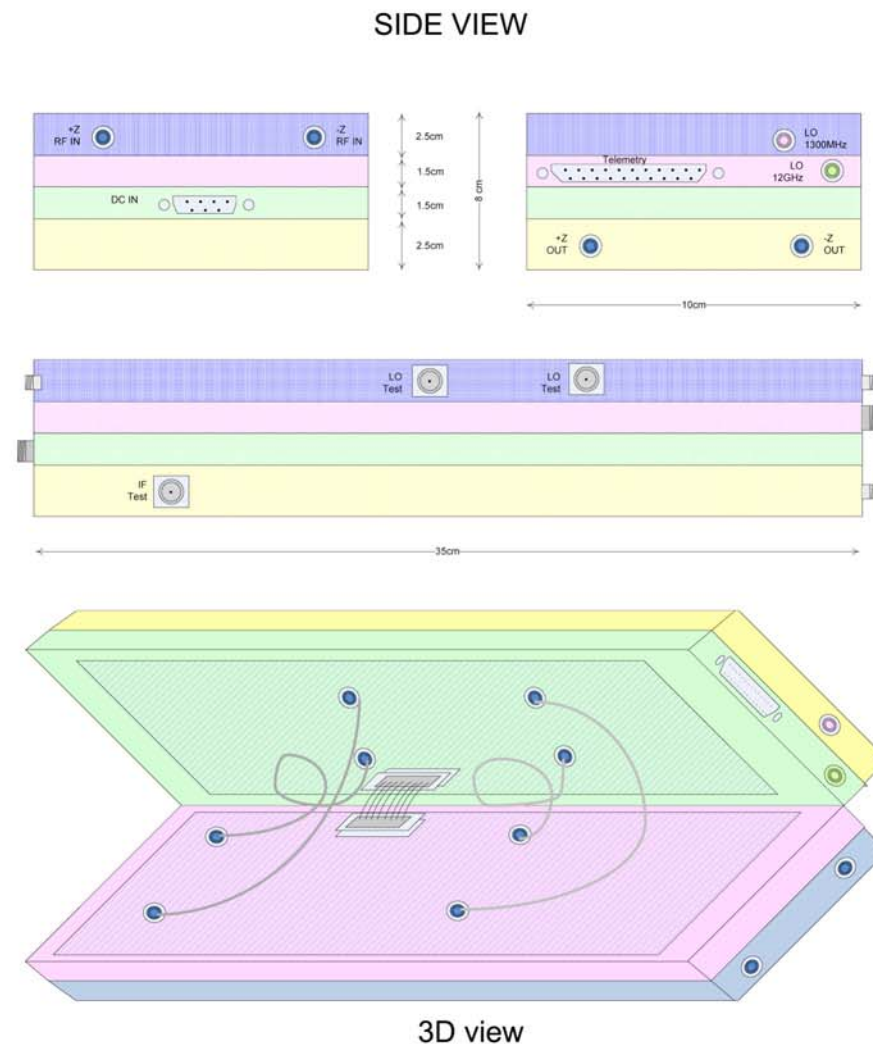 SIDE VIEW
+Z
RF IN
-Z
RF IN
DC IN
2.5cm
1.5cm
1.5cm
2.5cm
8 cm
LO
1300MHz
Telemetry
LO
12GHz
+Z
OUT
-Z
OUT
10cm
LO
Test
LO
Test
IF
Test
35cm
3D view